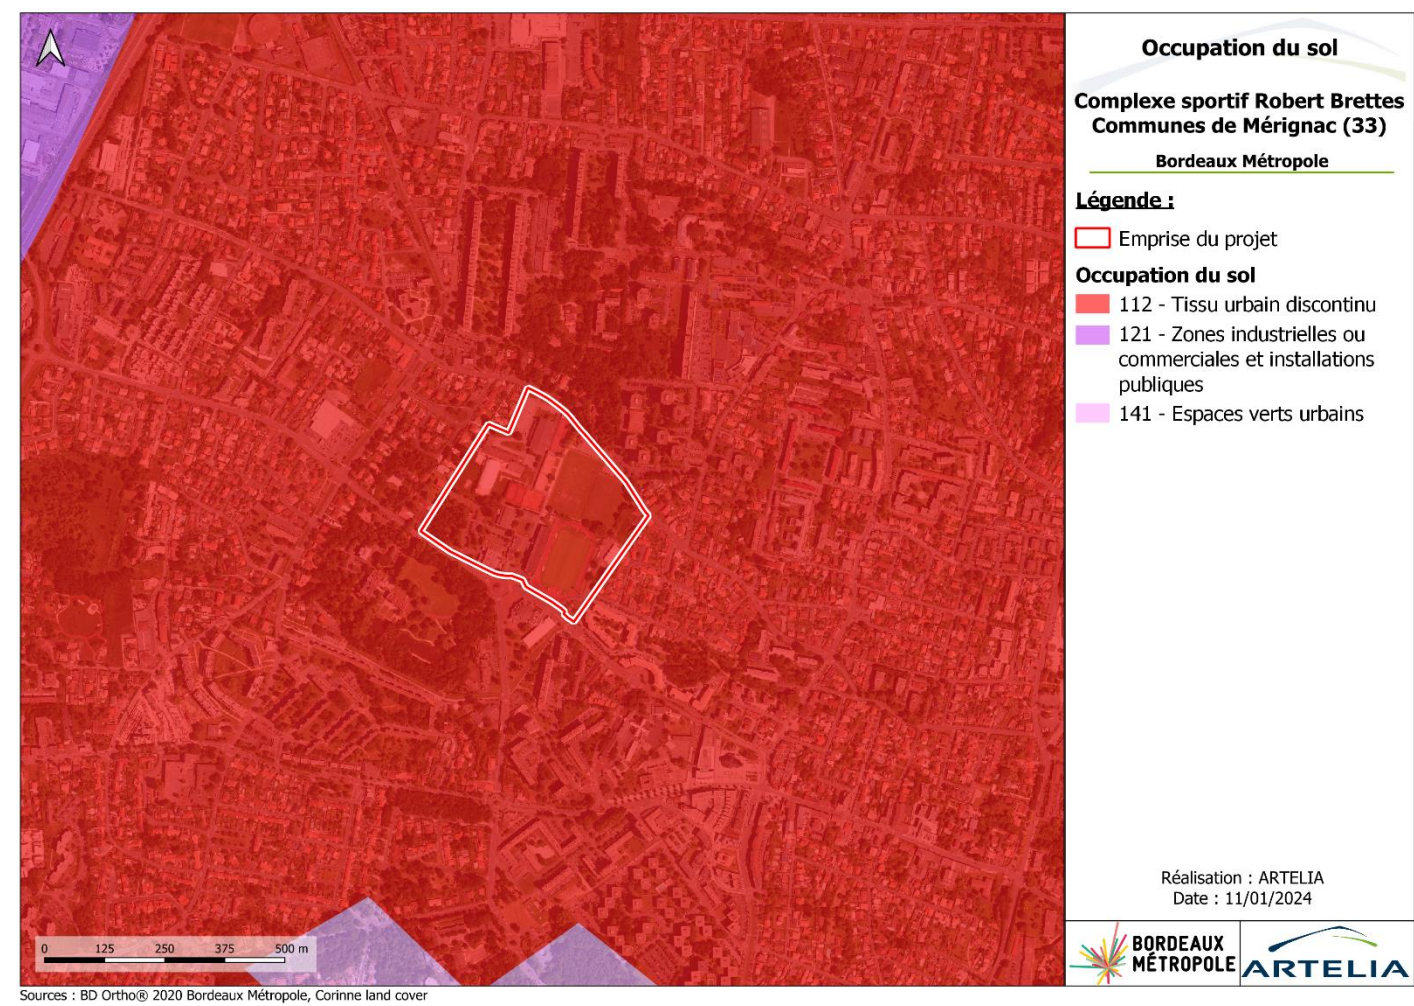 Occupation du sol
Complexe sportif Robert Brettes
Communes de Mérignac (33)
Bordeaux Métropole
Légende :
Emprise du projet
Occupation du sol
112 - Tissu urbain discontinu
121 - Zones industrielles ou
commerciales et installations
publiques
141 - Espaces verts urbains
Réalisation : ARTELIA
Date : 11/01/2024
BORDEAUX
MÉTROPOLE
ARTELIA
0 125 250 375 500 m
Sources : BD Ortho® 2020 Bordeaux Métropole, Corinne land cover